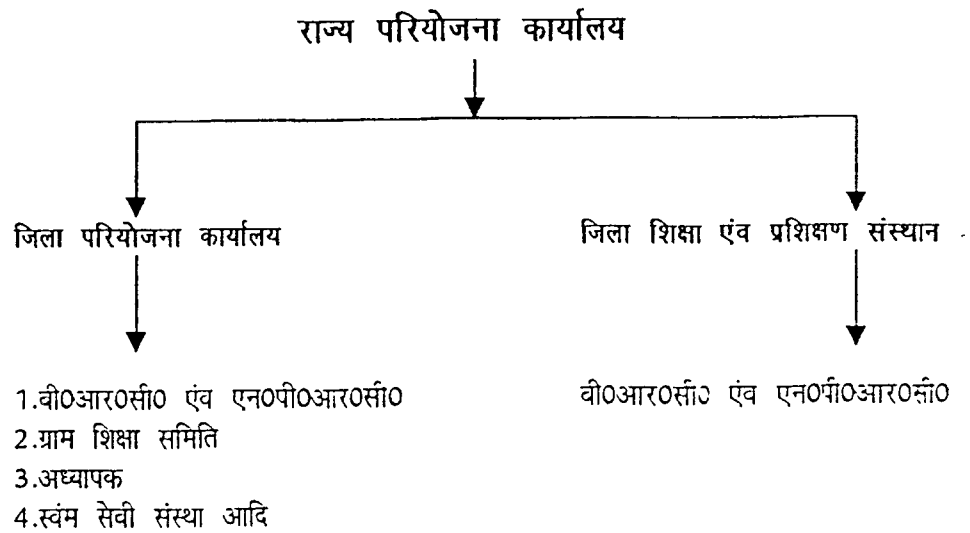 राज्य परियोजना कार्यालय
जिला परियोजना कार्यालय
जिला शिक्षा एंव प्रशिक्षण संस्थान
1.वी0आर0सी0 एंव एन0पी0आर0सी0
2.ग्राम शिक्षा समिति
3.अध्यापक
4.स्वंम सेवी संस्था आदि
वी0आर0सी0 एंव एन0पी0आर0सी0